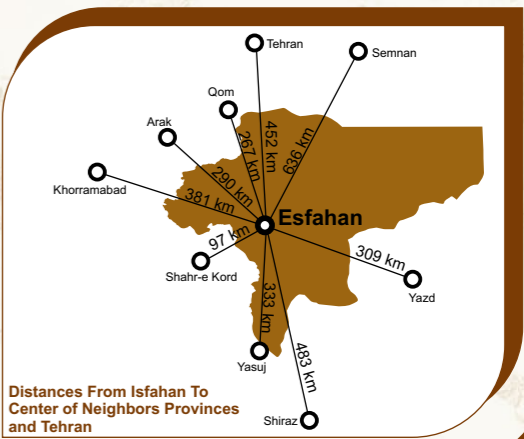 Tehran
Semnan
Qom
Arak
452 km
636 km
267 km
Khorramabad
290 km
381 km
Esfahan
97 km
309 km
Shahr-e Kord
Yazd
333 km
483 km
Yasuj
Distances From Isfahan To
Center of Neighbors Provinces
and Tehran
Shiraz